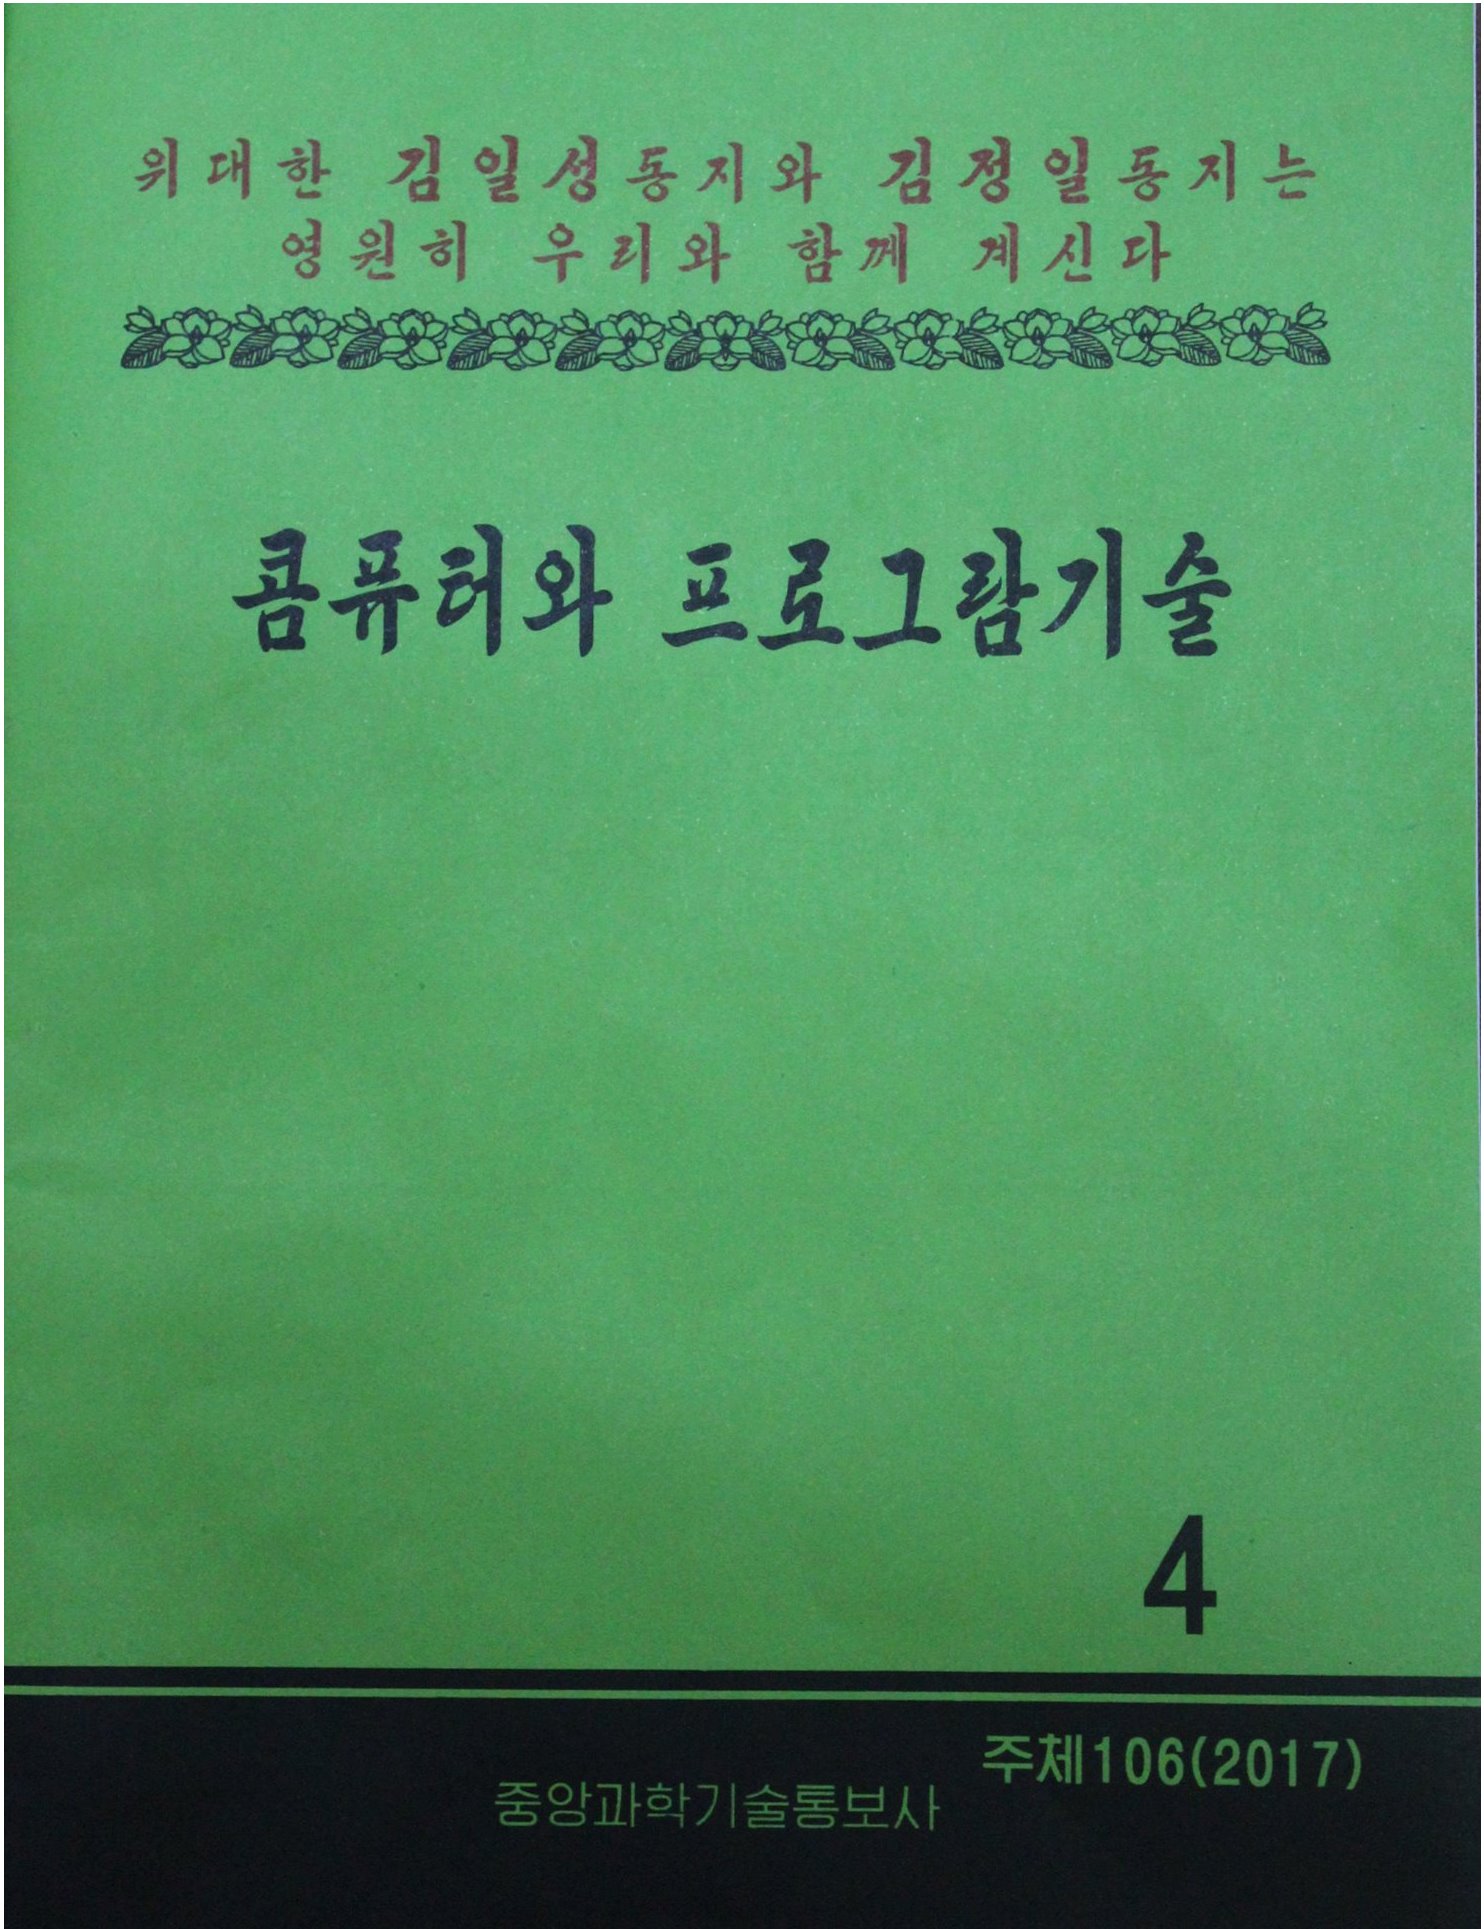 위대한 김일성동지와 김정일동지는
영원히 우리와 함께 계신다
콤퓨터와 프로그람기술
4
주체106(2017)
중앙과학기술통보사